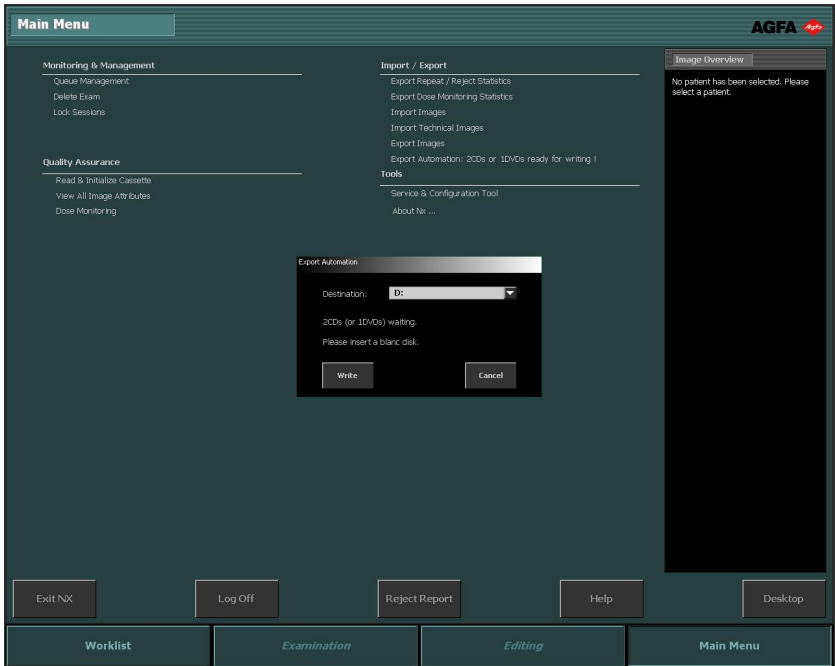 Main Menu
AGFA
Agfa
Monitoring & Management
Queue Management
Delete Exam
Lock Sessions
Quality Assurance
Read & Initialize Cassette
View All Image Attributes
Dose Monitoring
Import / Export
Export Repeat / Reject Statistics
Export Dose Monitoring Statistics
Import Images
Import Technical Images
Export Images
Export Automation: 2CDs or 1DVDs ready for writing !
Tools
Service & Configuration Tool
About Nx ...
Image Overview
No patient has been selected. Please
select a patient.
Export Automation
Destination: D:
2CDs (or 1DVDs) waiting.
Please insert a blanc disk.
Write Cancel
Exit NX Log Off Reject Report Help Desktop
Worklist Examination Editing Main Menu